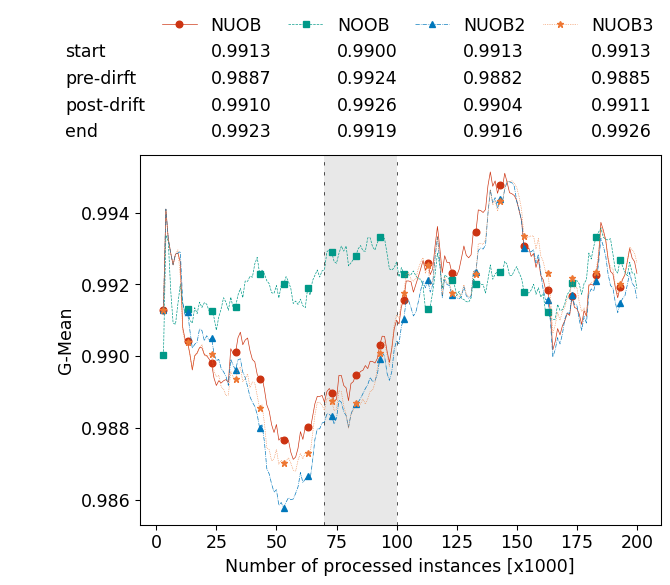 NUOB NOOB NUOB2 NUOB3
start 0.9913 0.9900 0.9913 0.9913
pre-dirft 0.9887 0.9924 0.9882 0.9885
post-drift 0.9910 0.9926 0.9904 0.9911
end 0.9923 0.9919 0.9916 0.9926
0.994
0.992
0.990
0.988
0.986
G-Mean
0 25 50 75 100 125 150 175 200
Number of processed instances [x1000]